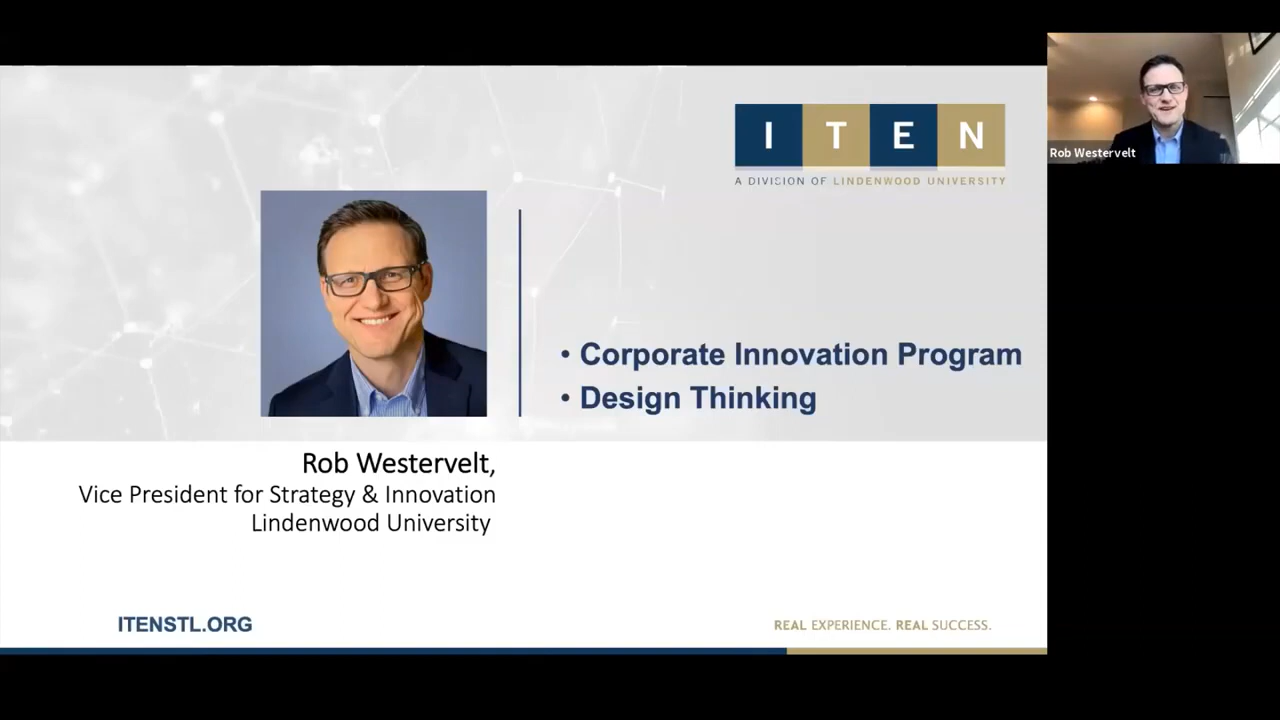 I T E N
A DIVISION OF LINDENWOOD UNIVERSITY
Rob Westervelt
• Corporate Innovation Program
• Design Thinking
Rob Westervelt,
Vice President for Strategy & Innovation
Lindenwood University
ITENSTL.ORG
REAL EXPERIENCE. REAL SUCCESS.